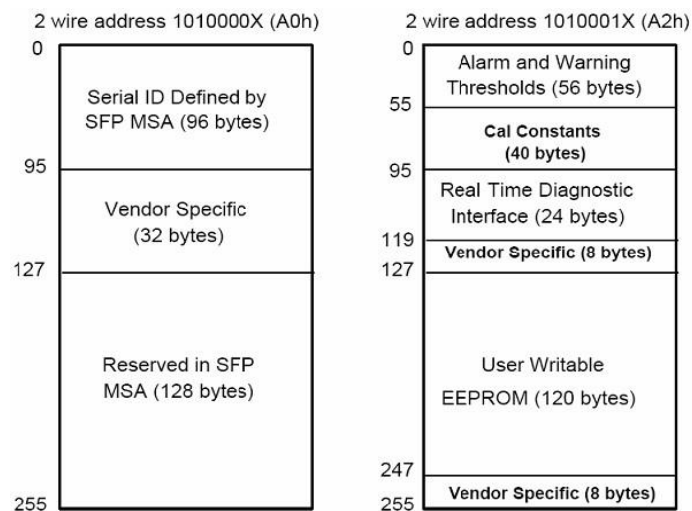 2 wire address 1010000X (A0h)
0
Serial ID Defined by
SFP MSA (96 bytes)
95
Vendor Specific
(32 bytes)
127
Reserved in SFP
MSA (128 bytes)
255
2 wire address 1010001X (A2h)
0
Alarm and Warning
Thresholds (56 bytes)
55
Cal Constants
(40 bytes)
95
Real Time Diagnostic
Interface (24 bytes)
119
Vendor Specific (8 bytes)
127
User Writable
EEPROM (120 bytes)
247
Vendor Specific (8 bytes)
255